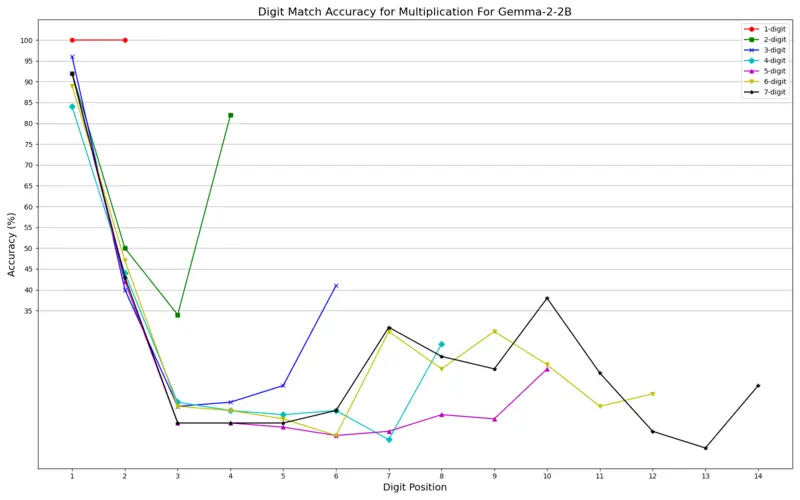 Digit Match Accuracy for Multiplication For Gemma-2-2B
1-digit
2-digit
3-digit
4-digit
5-digit
6-digit
7-digit
100
95
90
85
80
75
70
65
60
55
50
45
40
35
Accuracy (%)
1 2 3 4 5 6 7 8 9 10 11 12 13 14
Digit Position